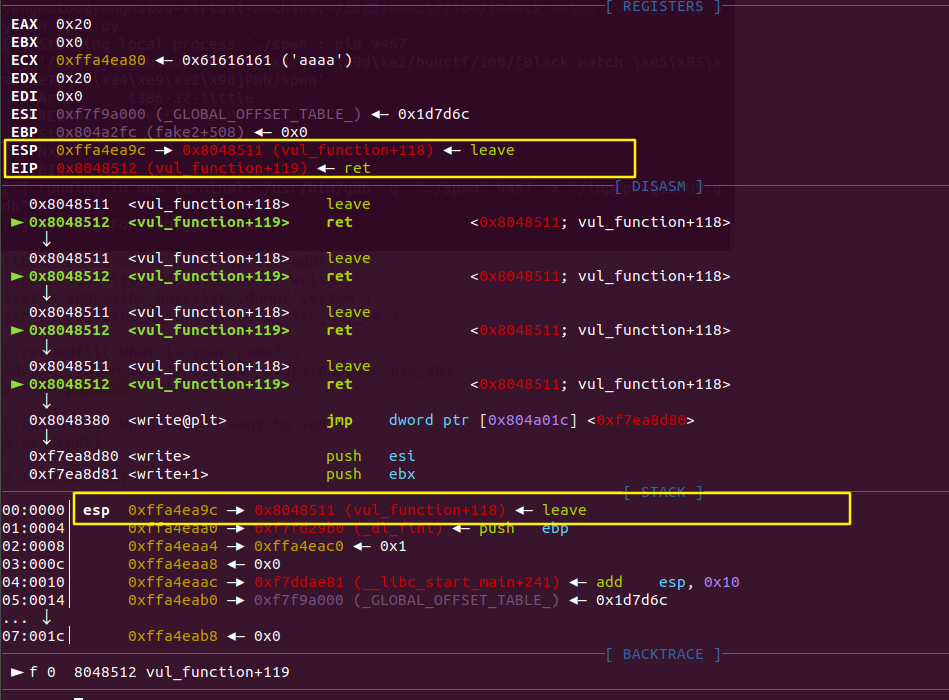 [ REGISTERS ]
EAX 0x20
EBX 0x0
ECX 0xffa4ea80 ◂— 0x61616161 ('aaaa')
EDX 0x20
EDI 0x0
ESI 0xf7f9a000 (_GLOBAL_OFFSET_TABLE_) ◂— 0x1d7d6c
EBP 0x804a2fc (fake2+508) ◂— 0x0
ESP 0xffa4ea9c —▸ 0x8048511 (vul_function+118) ◂— leave
EIP 0x8048512 (vul_function+119) ◂— ret
[ DISASM ]
0x8048511 <vul_function+118> leave
► 0x8048512 <vul_function+119> ret <0x8048511; vul_function+118>
↓
0x8048511 <vul_function+118> leave
► 0x8048512 <vul_function+119> ret <0x8048511; vul_function+118>
↓
0x8048511 <vul_function+118> leave
► 0x8048512 <vul_function+119> ret <0x8048511; vul_function+118>
↓
0x8048511 <vul_function+118> leave
► 0x8048512 <vul_function+119> ret <0x8048511; vul_function+118>
↓
0x8048380 <write@plt> jmp dword ptr [0x804a01c] <0xf7ea8d80>
↓
0xf7ea8d80 <write> push esi
0xf7ea8d81 <write+1> push ebx
[ STACK ]
00:0000│ esp 0xffa4ea9c —▸ 0x8048511 (vul_function+118) ◂— leave
01:0004│ 0xffa4eaa0 —▸ 0xf7fd29b0 (_dl_fini) ◂— push ebp
02:0008│ 0xffa4eaa4 —▸ 0xffa4eac0 ◂— 0x1
03:000c│ 0xffa4eaa8 ◂— 0x0
04:0010│ 0xffa4eaac —▸ 0xf7ddae81 (__libc_start_main+241) ◂— add esp, 0x10
05:0014│ 0xffa4eab0 —▸ 0xf7f9a000 (_GLOBAL_OFFSET_TABLE_) ◂— 0x1d7d6c
... ↓
07:001c│ 0xffa4eab8 ◂— 0x0
[ BACKTRACE ]
► f 0 8048512 vul_function+119